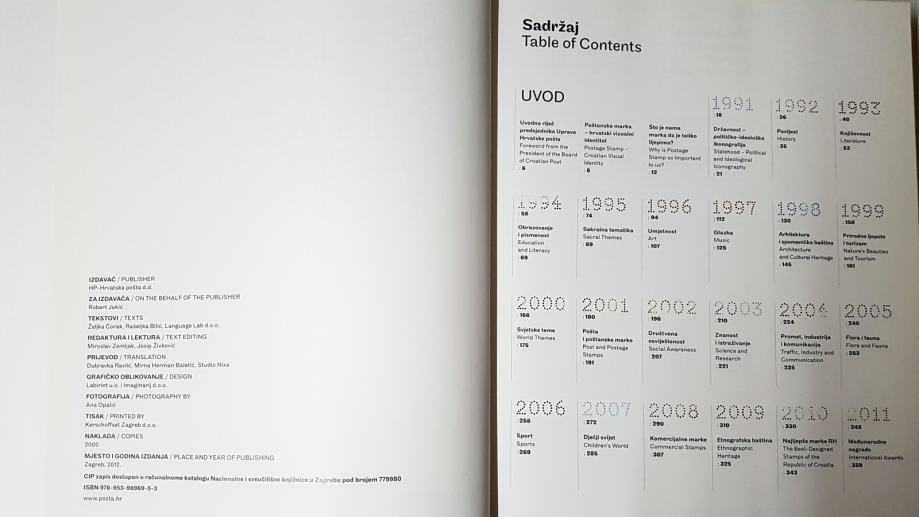 IZDAVAČ / PUBLISHER
HP-Hrvatska pošta d.d.
ZA IZDAVAČA / ON THE BEHALF OF THE PUBLISHER
Robert Jukić
TEKSTOVI / TEXTS
Željka Čorak, Rašeljka Bilić, Language Lab d.o.o.
REDAKTURA I LEKTURA / TEXT EDITING
Miroslav Zemljak, Josip Živković
PRIJEVOD / TRANSLATION
Dubravka Ravlić, Mirna Herman Baletić, Studio Nixa
GRAFIČKO OBLIKOVANJE / DESIGN
Labirint u.o. i Imaginarij d.o.o.
FOTOGRAFIJA / PHOTOGRAPHY BY
Ana Opalić
TISAK / PRINTED BY
Kerschoffset Zagreb d.o.o.
NAKLADA / COPIES
2000
MJESTO I GODINA IZDANJA / PLACE AND YEAR OF PUBLISHING
Zagreb, 2012.
CIP zapis dostupan u računalnome katalogu Nacionalne i sveučilišne knjižnice u Zagrebu pod brojem 779980
ISBN 978-953-96969-5-3
www.posta.hr
Sadržaj
Table of Contents
UVOD
Uvodna riječ
predsjednika Uprave
Hrvatske pošte
Foreword from the
President of the Board
of Croatian Post
: 6
Poštanska marka
– hrvatski vizualni
identitet
Postage Stamp –
Croatian Visual
Identity
: 8
Što je nama
marka da je toliko
lijepimo?
Why is Postage
Stamp so Important
to us?
: 12
1991
: 18
Državnost –
političko-ideološka
ikonografija
Statehood – Political
and Ideological
Iconography
: 21
1992
: 26
Povijest
History
: 35
1993
: 40
Književnost
Literature
: 53
1994
: 58
Obrazovanje
i pismenost
Education
and Literacy
: 69
1995
: 74
Sakralna tematika
Sacral Themes
: 89
1996
: 94
Umjetnost
Art
: 107
1997
: 112
Glazba
Music
: 125
1998
: 130
Arhitektura
i spomenička baština
Architecture
and Cultural Heritage
: 145
1999
: 150
Prirodne ljepote
i turizam
Nature's Beauties
and Tourism
: 161
2000
: 166
Svjetske teme
World Themes
: 175
2001
: 180
Pošta
i poštanske marke
Post and Postage
Stamps
: 191
2002
: 196
Društvena
osviještenost
Social Awareness
: 207
2003
: 210
Znanost
i istraživanje
Science and
Research
: 221
2004
: 224
Promet, industrija
i komunikacija
Traffic, Industry and
Communication
: 235
2005
: 240
Flora i fauna
Flora and Fauna
: 253
2006
: 258
Sport
Sports
: 269
2007
: 272
Dječji svijet
Children's World
: 285
2008
: 290
Komercijalne marke
Commercial Stamps
: 307
2009
: 310
Etnografska baština
Ethnographic
Heritage
: 325
2010
: 330
Najljepše marke RH
The Best-Designed
Stamps of the
Republic of Croatia
: 343
2011
: 348
Međunarodne
nagrade
International Awards
: 359